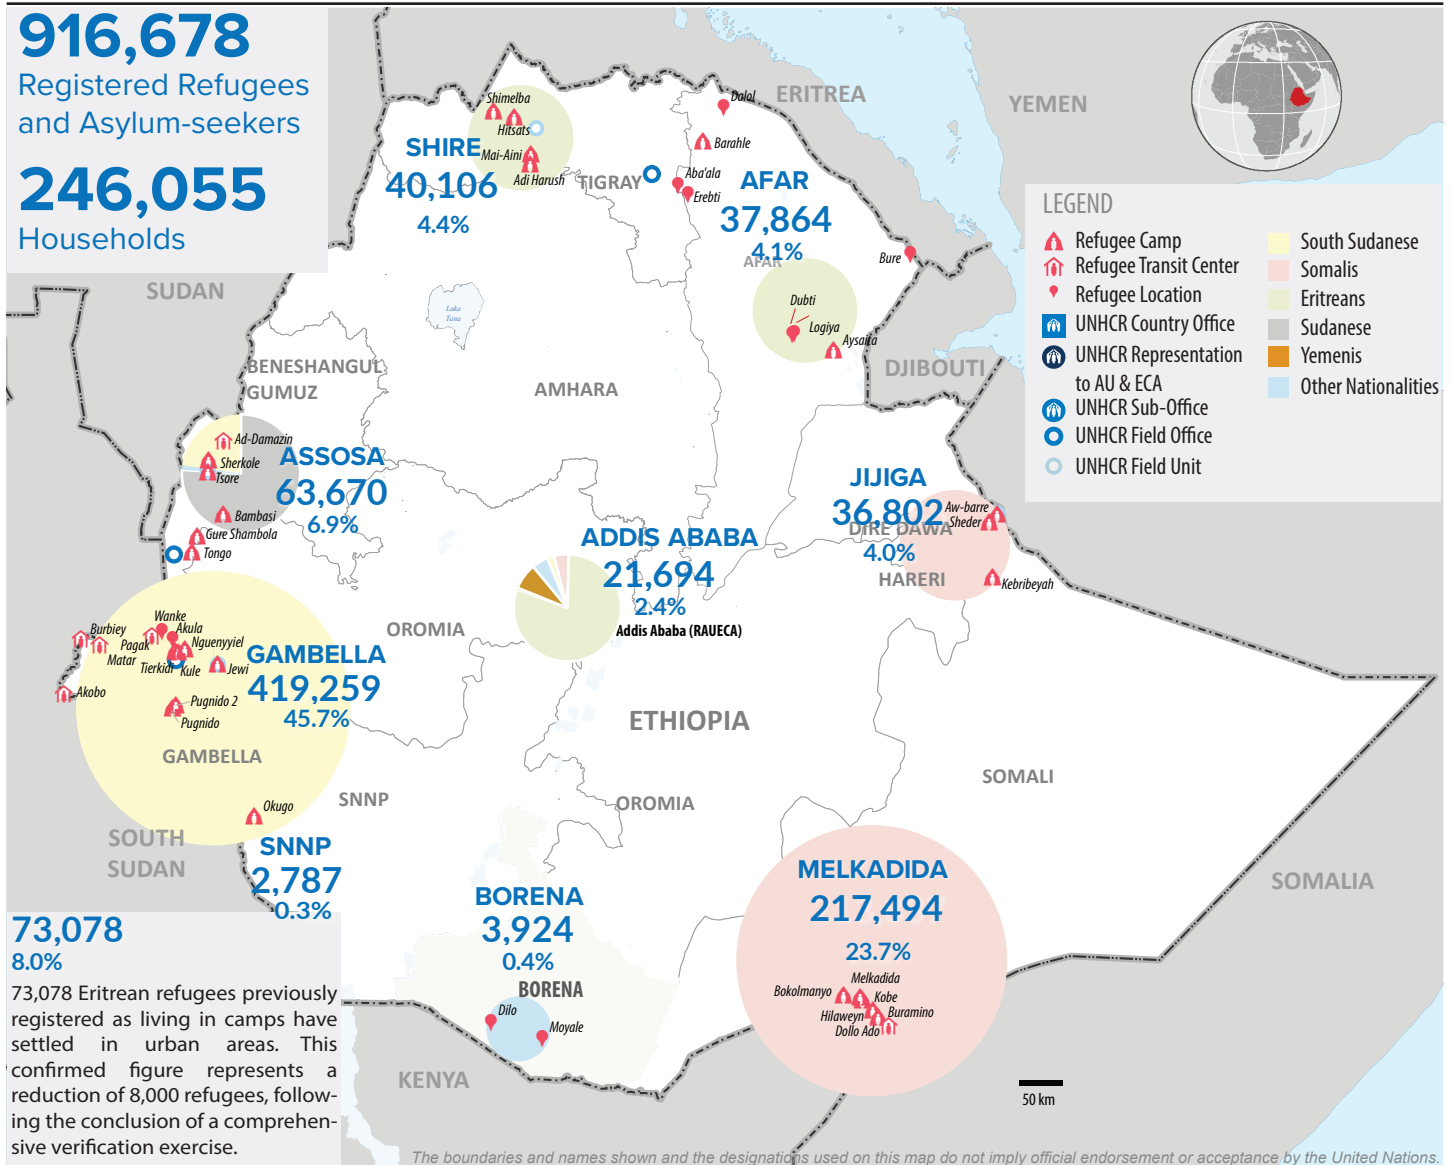 916,678
Registered Refugees
and Asylum-seekers
246,055
Households
ERITREA
YEMEN
SUDAN
Shimelba
Hitsats
Mai-Aini
Adi Harush
SHIRE
40,106
4.4%
TIGRAY
Dalol
Barahle
Aba'ala
Erebti
AFAR
37,864
4.1%
AFAR
Bure
Dubti
Logiya
Aysaita
DJIBOUTI
LEGEND
Refugee Camp
Refugee Transit Center
Refugee Location
UNHCR Country Office
UNHCR Representation
to AU & ECA
UNHCR Sub-Office
UNHCR Field Office
UNHCR Field Unit
South Sudanese
Somalis
Eritreans
Sudanese
Yemenis
Other Nationalities
Lake
Tana
BENESHANGUL
GUMUZ
AMHARA
Ad-Damazin
Sherkole
Tsore
Bambasi
Gure Shambola
Tongo
ASSOSA
63,670
6.9%
JIJIGA
36,802
4.0%
DIRE DAWA
HARERI
Aw-barre
Sheder
Kebribeyah
ADDIS ABABA
21,694
2.4%
Addis Ababa (RAUECA)
OROMIA
Wanke
Burbiey
Akula
Pagak
Nguenyyiel
Matar
Tierkidi
Kule
Jewi
Akobo
Pugnido 2
Pugnido
GAMBELLA
419,259
45.7%
GAMBELLA
Okugo
ETHIOPIA
SOMALI
SNNP
OROMIA
SOUTH
SUDAN
SNNP
2,787
0.3%
BORENA
3,924
0.4%
BORENA
Dilo
Moyale
MELKADIDA
217,494
23.7%
Melkadida
Bokolmanyo
Kobe
Hilaweyn
Buramino
Dollo Ado
SOMALIA
KENYA
50 km
73,078
8.0%
73,078 Eritrean refugees previously
registered as living in camps have
settled in urban areas. This
confirmed figure represents a
reduction of 8,000 refugees, follow-
ing the conclusion of a comprehen-
sive verification exercise.
The boundaries and names shown and the designations used on this map do not imply official endorsement or acceptance by the United Nations.